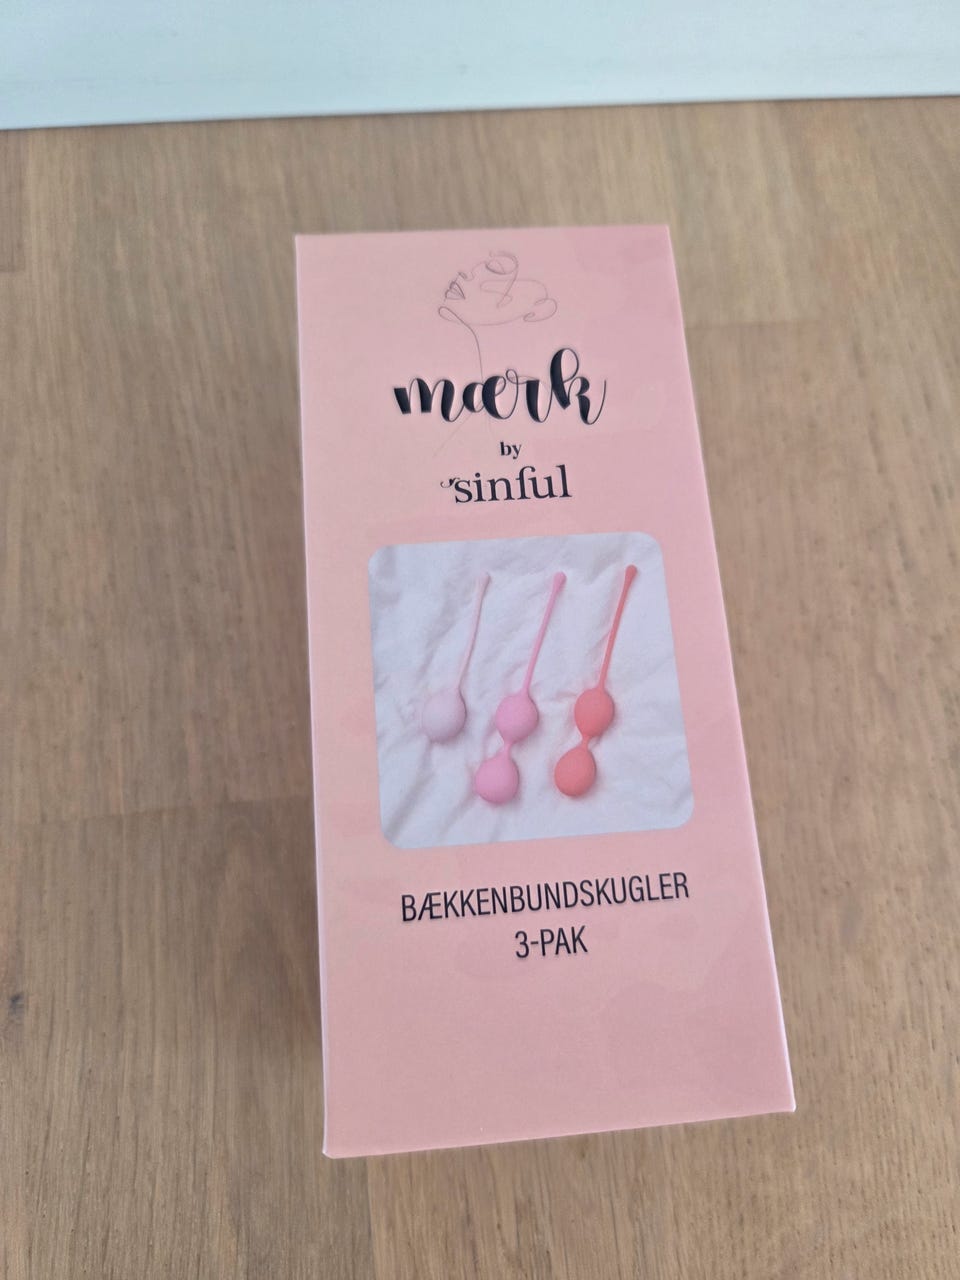 mærk
by
sinful
BÆKKENBUNDSKUGLER
3-PAK